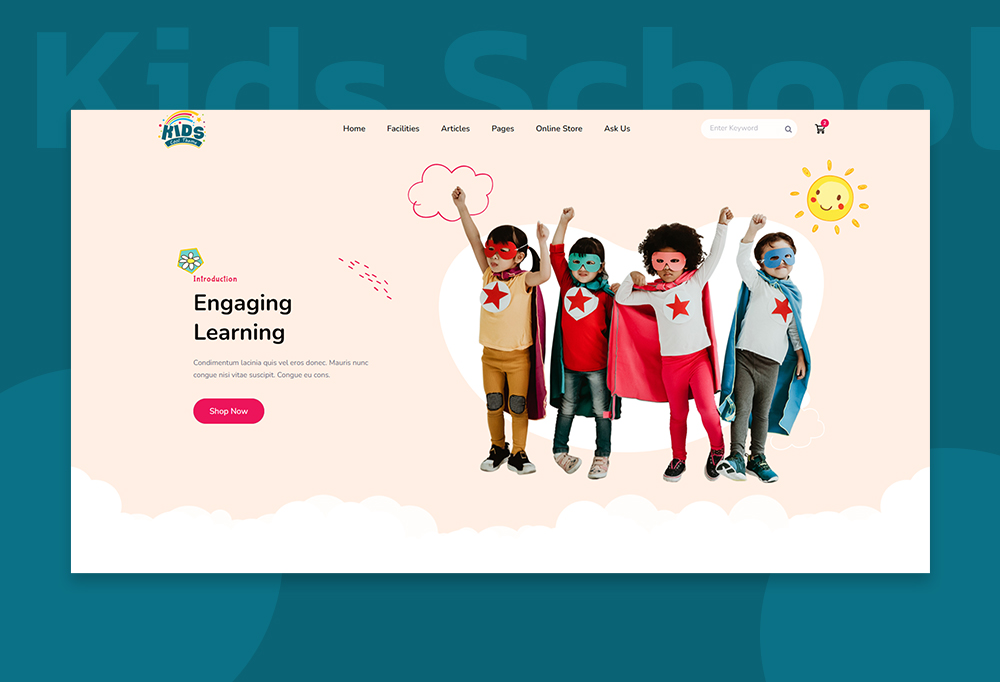 Kids School
KIDS
Cool Theme
Home Facilities Articles Pages Online Store Ask Us Enter Keyword 2
Introduction
Engaging
Learning
Condimentum lacinia quis vel eros donec. Mauris nunc
congue nisi vitae suscipit. Congue eu cons.
Shop Now